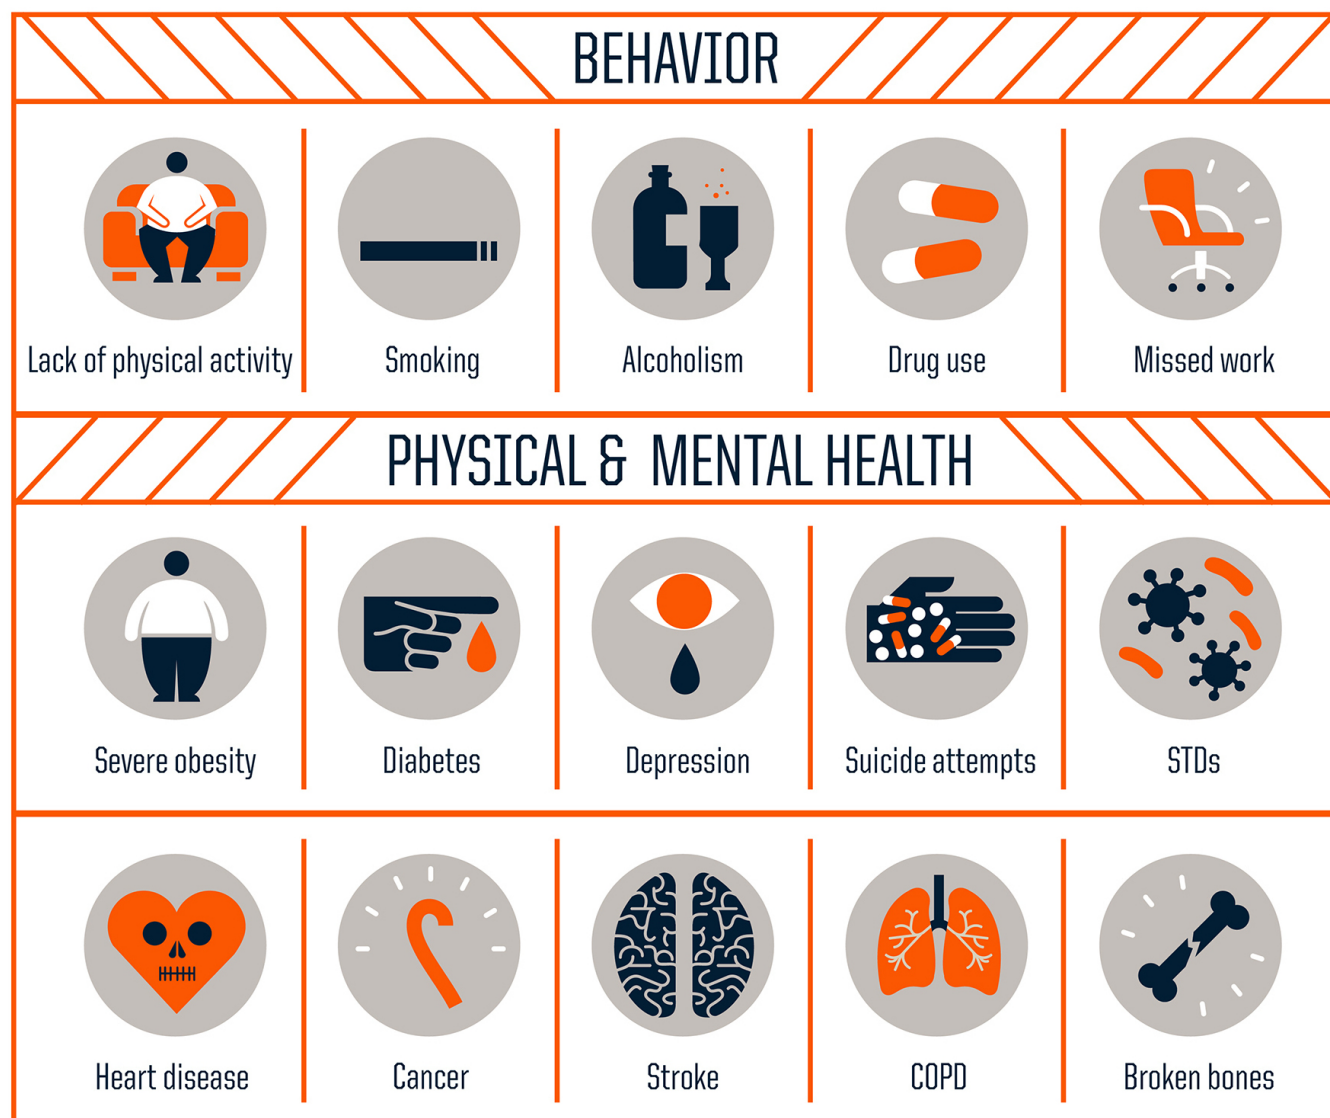 BEHAVIOR
Lack of physical activity
Smoking
Alcoholism
Drug use
Missed work
PHYSICAL & MENTAL HEALTH
Severe obesity
Diabetes
Depression
Suicide attempts
STDs
Heart disease
Cancer
Stroke
COPD
Broken bones